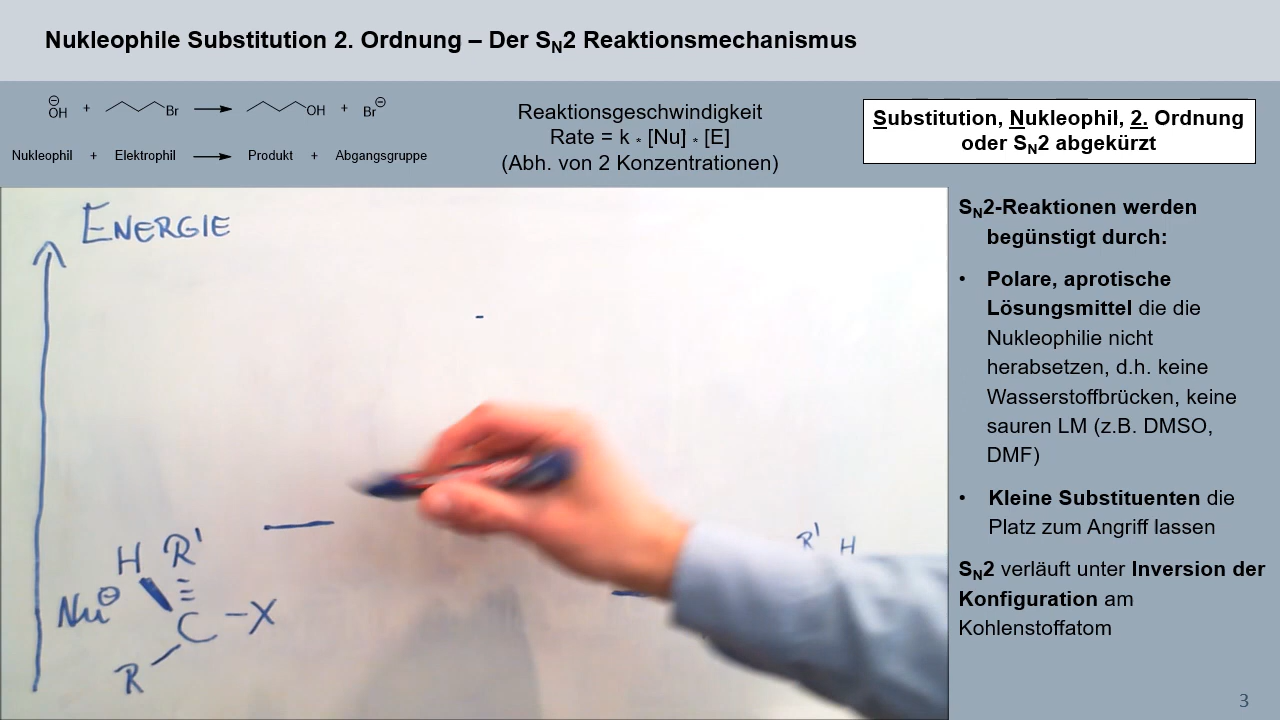 Nukleophile Substitution 2. Ordnung – Der SN2 Reaktionsmechanismus
⊖OH + Br → OH + Br⊖
Nukleophil + Elektrophil → Produkt + Abgangsgruppe
Reaktionsgeschwindigkeit
Rate = k * [Nu] * [E]
(Abh. von 2 Konzentrationen)
Substitution, Nukleophil, 2. Ordnung
oder SN2 abgekürzt
ENERGIE
H R'
Nu⊖
C – X
R
R' H
SN2-Reaktionen werden
begünstigt durch:
• Polare, aprotische
Lösungsmittel die die
Nukleophilie nicht
herabsetzen, d.h. keine
Wasserstoffbrücken, keine
sauren LM (z.B. DMSO,
DMF)
• Kleine Substituenten die
Platz zum Angriff lassen
SN2 verläuft unter Inversion der
Konfiguration am
Kohlenstoffatom
3